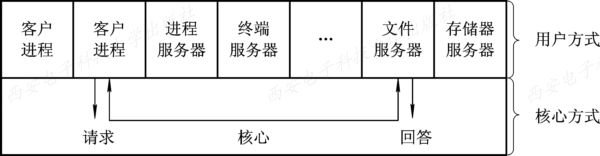 客户
进程
客户
进程
进程
服务器
终端
服务器
…
文件
服务器
存储器
服务器
用户方式
请求
核心
回答
核心方式